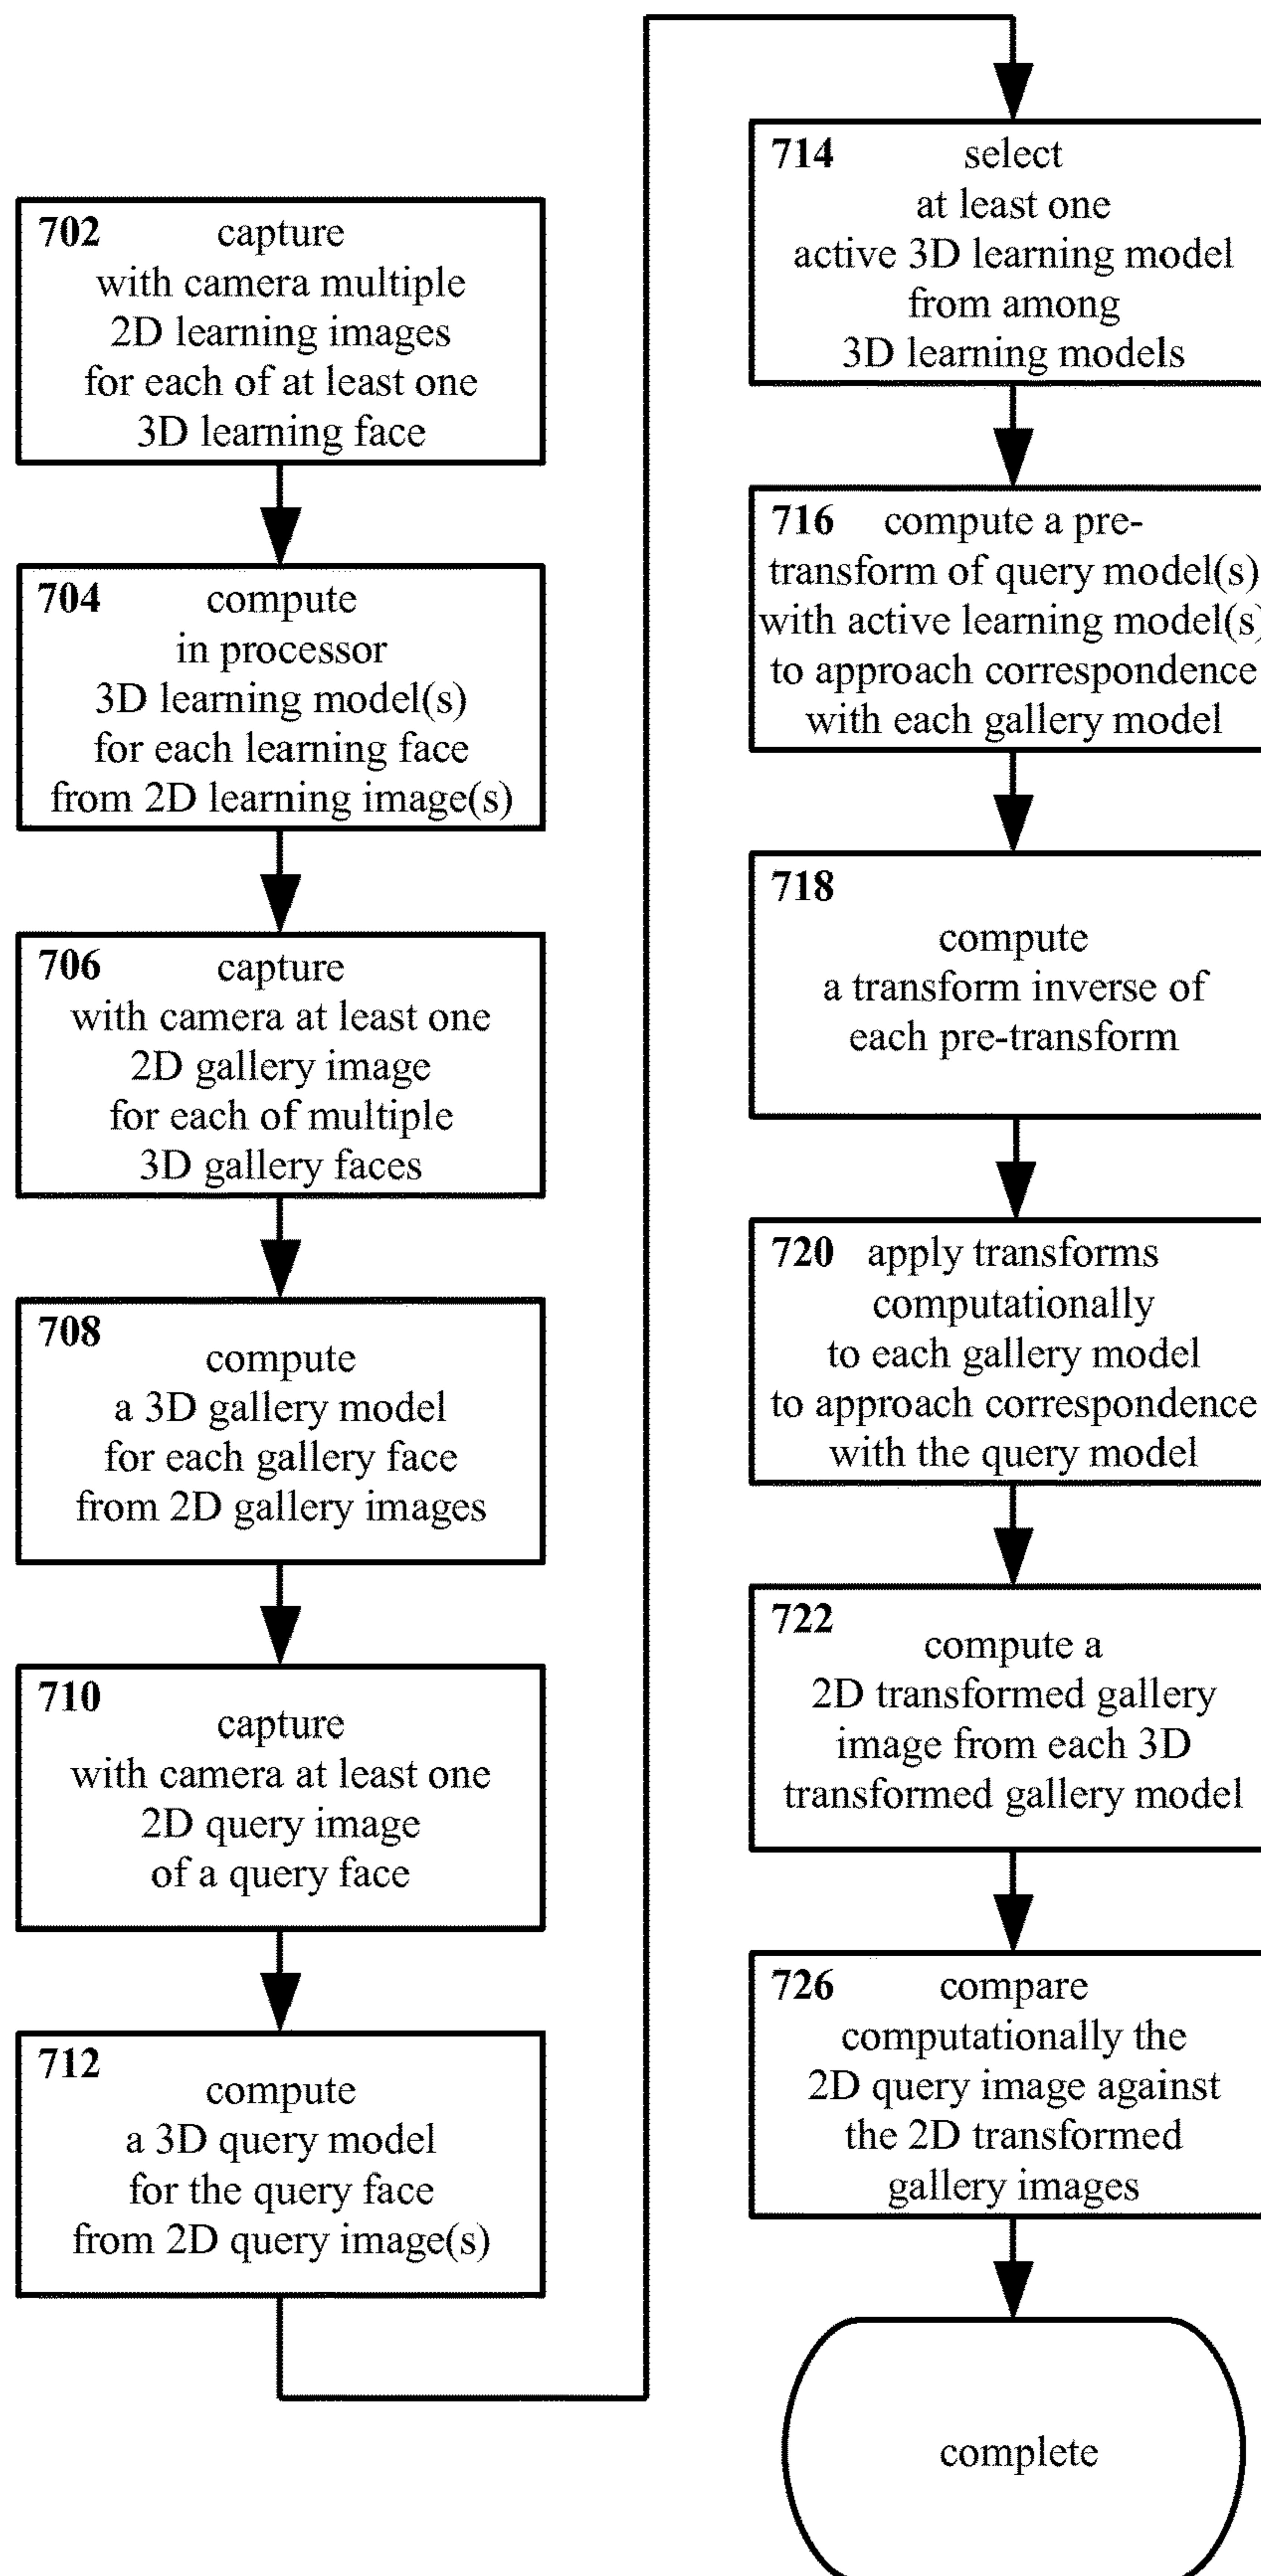 702 capture
with camera multiple
2D learning images
for each of at least one
3D learning face
704 compute
in processor
3D learning model(s)
for each learning face
from 2D learning image(s)
706 capture
with camera at least one
2D gallery image
for each of multiple
3D gallery faces
708
compute
a 3D gallery model
for each gallery face
from 2D gallery images
710
capture
with camera at least one
2D query image
of a query face
712
compute
a 3D query model
for the query face
from 2D query image(s)
714 select
at least one
active 3D learning model
from among
3D learning models
716 compute a pre-
transform of query model(s)
with active learning model(s)
to approach correspondence
with each gallery model
718
compute
a transform inverse of
each pre-transform
720 apply transforms
computationally
to each gallery model
to approach correspondence
with the query model
722
compute a
2D transformed gallery
image from each 3D
transformed gallery model
726 compare
computationally the
2D query image against
the 2D transformed
gallery images
complete